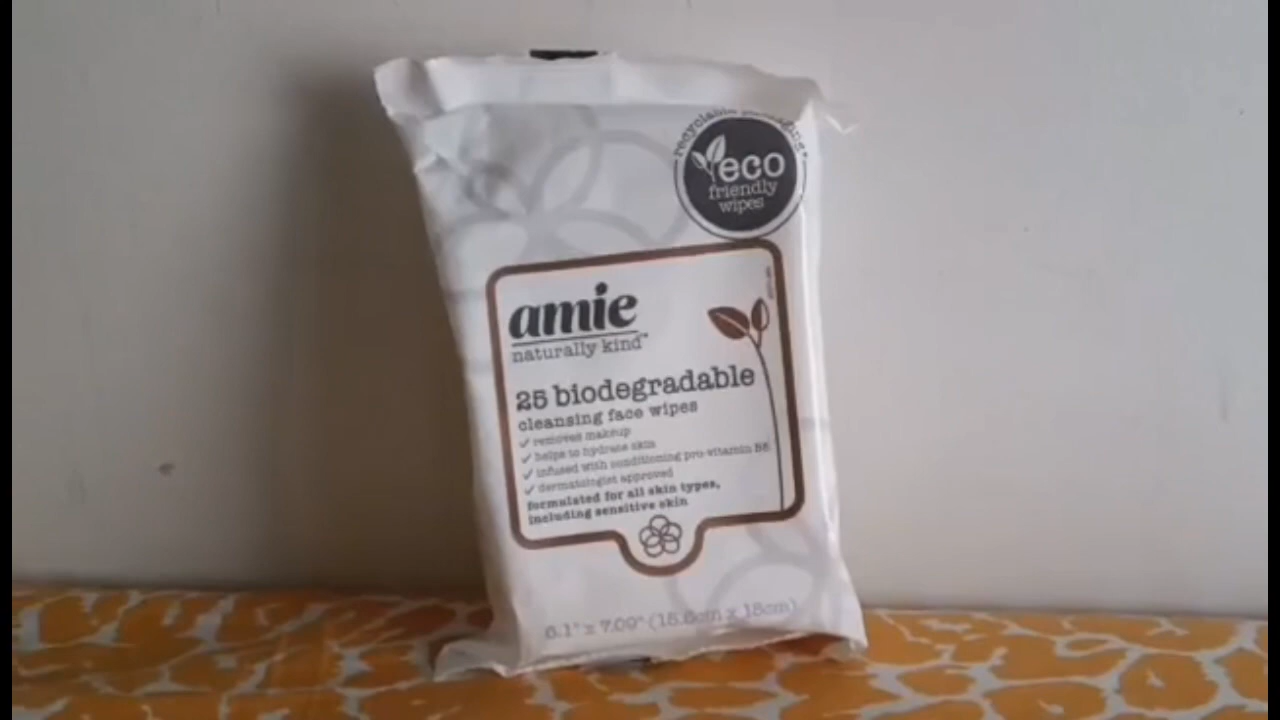 recyclable packaging*
eco
friendly
wipes
amie
naturally kind™
25 biodegradable
cleansing face wipes
✓ removes makeup
✓ helps to hydrate skin
✓ infused with conditioning pro-vitamin B5
✓ dermatologist approved
formulated for all skin types,
including sensitive skin
6.1" x 7.09" (15.5cm x 18cm)